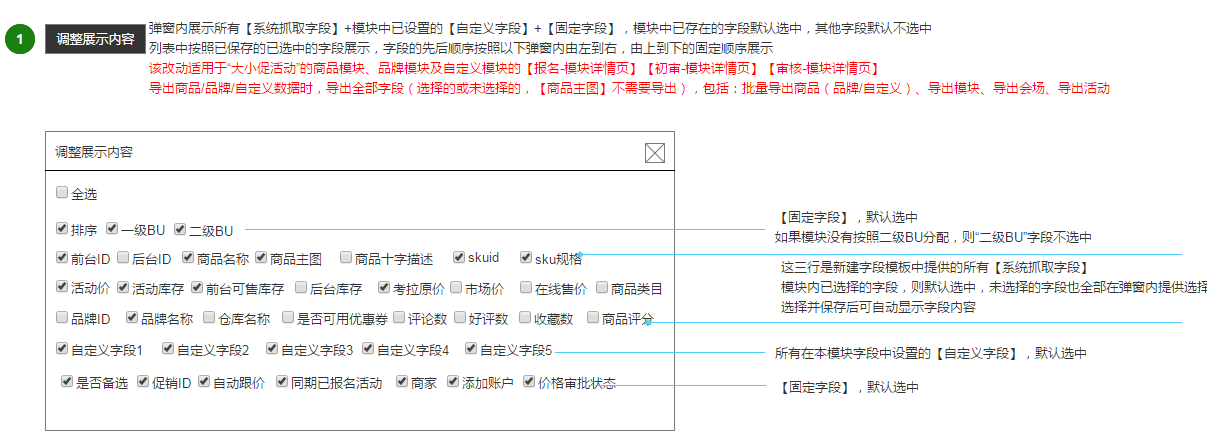 1 调整展示内容 弹窗内展示所有【系统抓取字段】+模块中已设置的【自定义字段】+【固定字段】，模块中已存在的字段默认选中，其他字段默认不选中
列表中按照已保存的已选中的字段展示，字段的先后顺序按照以下弹窗内由左到右，由上到下的固定顺序展示
该改动适用于“大小促活动”的商品模块、品牌模块及自定义模块的【报名-模块详情页】【初审-模块详情页】【审核-模块详情页】
导出商品/品牌/自定义数据时，导出全部字段（选择的或未选择的，【商品主图】不需要导出），包括：批量导出商品（品牌/自定义）、导出模块、导出会场、导出活动
调整展示内容
全选
排序 一级BU 二级BU
【固定字段】，默认选中
如果模块没有按照二级BU分配，则“二级BU”字段不选中
前台ID 后台ID 商品名称 商品主图 商品十字描述 skuid sku规格
这三行是新建字段模板中提供的所有【系统抓取字段】
活动价 活动库存 前台可售库存 后台库存 考拉原价 市场价 在线售价 商品类目
模块内已选择的字段，则默认选中，未选择的字段也全部在弹窗内提供选择
选择并保存后可自动显示字段内容
品牌ID 品牌名称 仓库名称 是否可用优惠券 评论数 好评数 收藏数 商品评分
自定义字段1 自定义字段2 自定义字段3 自定义字段4 自定义字段5
所有在本模块字段中设置的【自定义字段】，默认选中
是否备选 促销ID 自动跟价 同期已报名活动 商家 添加账户 价格审批状态
【固定字段】，默认选中